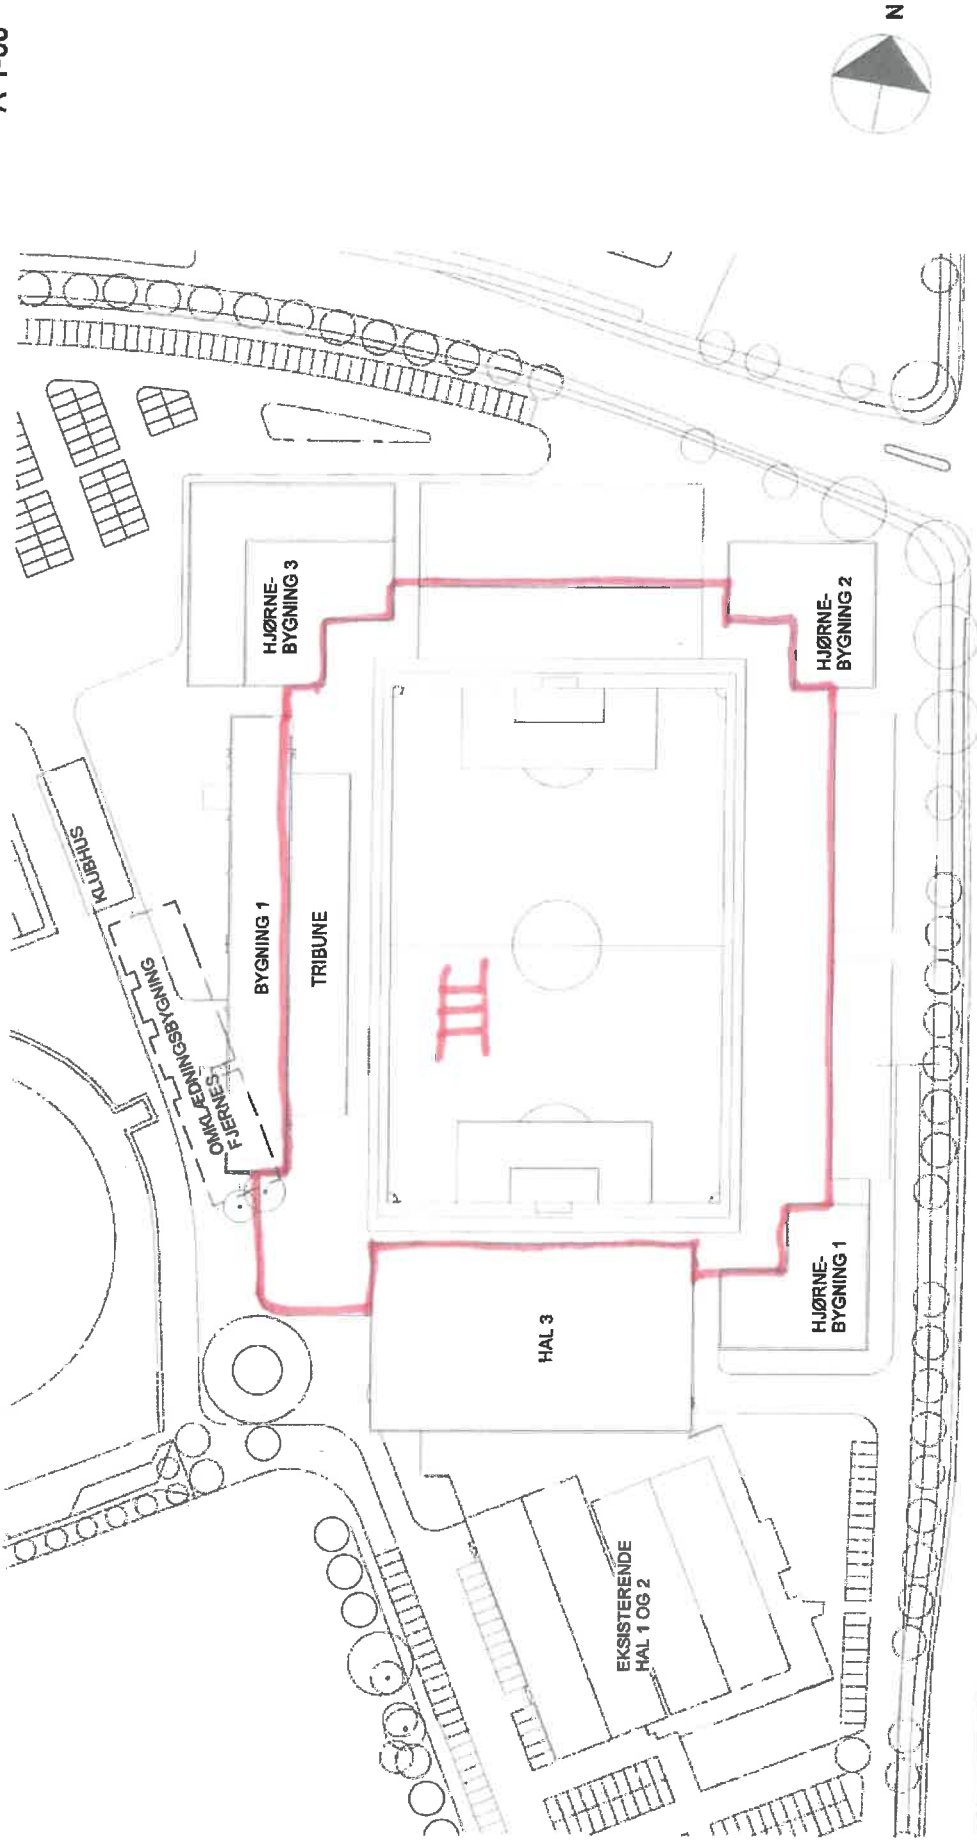 N
HJØRNE-
BYGNING 3
HJØRNE-
BYGNING 2
KLUBHUS
OMKLÆDNINGSBYGNING
FJERNES
BYGNING 1
TRIBUNE
III
HAL 3
HJØRNE-
BYGNING 1
EKSISTERENDE
HAL 1 OG 2